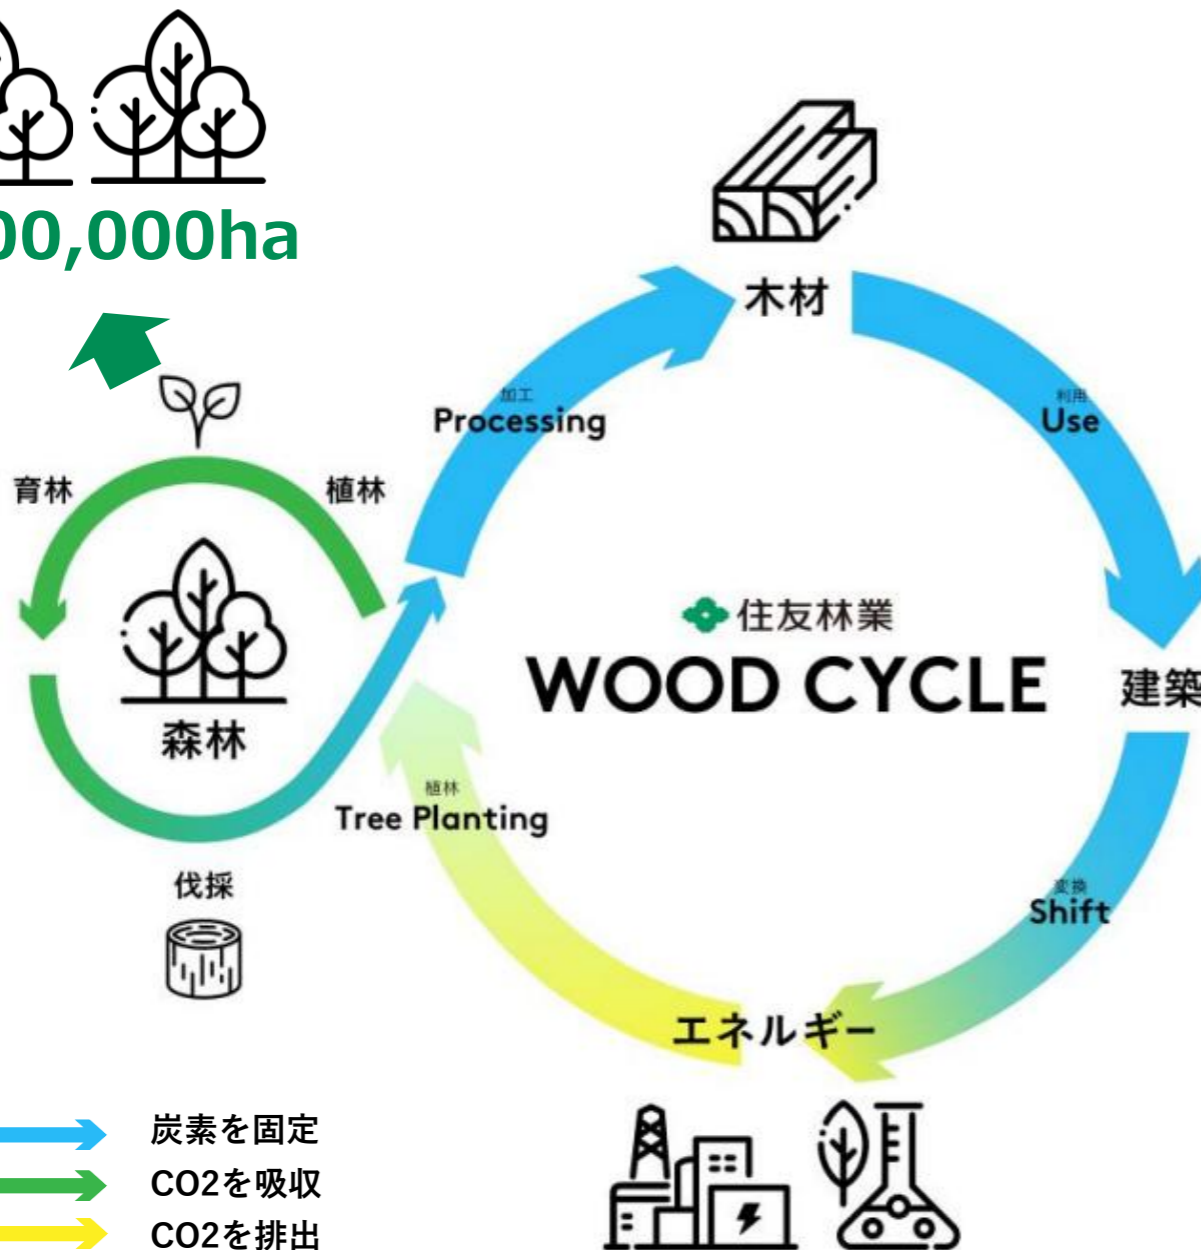 00,000ha
木材
加工
Processing
利用
Use
育林
植林
森林
住友林業
WOOD CYCLE
建築
植林
Tree Planting
伐採
変換
Shift
エネルギー
炭素を固定
CO2を吸収
CO2を排出